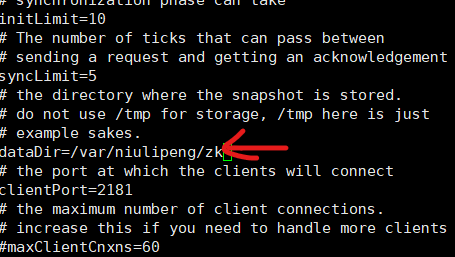 # synchronization phase can take
initLimit=10
# The number of ticks that can pass between
# sending a request and getting an acknowledgement
syncLimit=5
# the directory where the snapshot is stored.
# do not use /tmp for storage, /tmp here is just
# example sakes.
dataDir=/var/niulipeng/zk
# the port at which the clients will connect
clientPort=2181
# the maximum number of client connections.
# increase this if you need to handle more clients
#maxClientCnxns=60